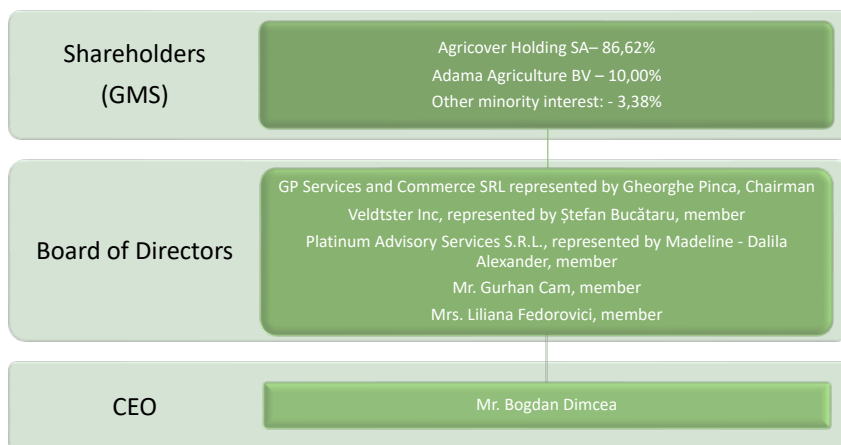 Shareholders
(GMS)
Agricover Holding SA– 86,62%
Adama Agriculture BV – 10,00%
Other minority interest: - 3,38%
Board of Directors
GP Services and Commerce SRL represented by Gheorghe Pinca, Chairman
Veldtster Inc, represented by Ștefan Bucătaru, member
Platinum Advisory Services S.R.L., represented by Madeline - Dalila
Alexander, member
Mr. Gurhan Cam, member
Mrs. Liliana Fedorovici, member
CEO
Mr. Bogdan Dimcea